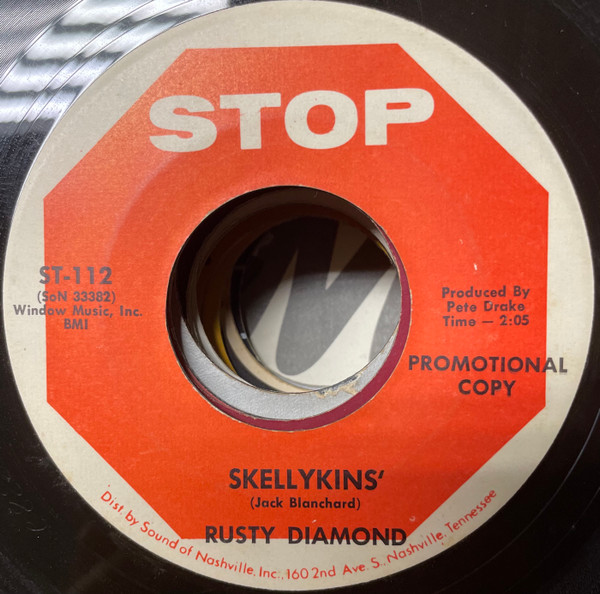 STOP
ST-112
(SoN 33382)
Window Music, Inc.
BMI
Produced By
Pete Drake
Time — 2:05
PROMOTIONAL
COPY
SKELLYKINS'
(Jack Blanchard)
RUSTY DIAMOND
Dist. by Sound of Nashville, Inc., 160 2nd Ave. S., Nashville, Tennessee